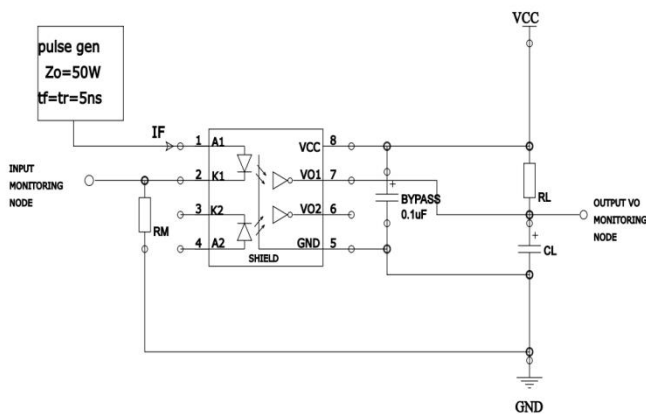 VCC
pulse gen
Zo=50W
tf=tr=5ns
IF
1 A1
VCC 8
INPUT
MONITORING
NODE
2 K1
VO1 7
RM
3 K2
VO2 6
4 A2
GND 5
SHIELD
+
BYPASS
0.1uF
RL
OUTPUT VO
MONITORING
NODE
+
CL
GND